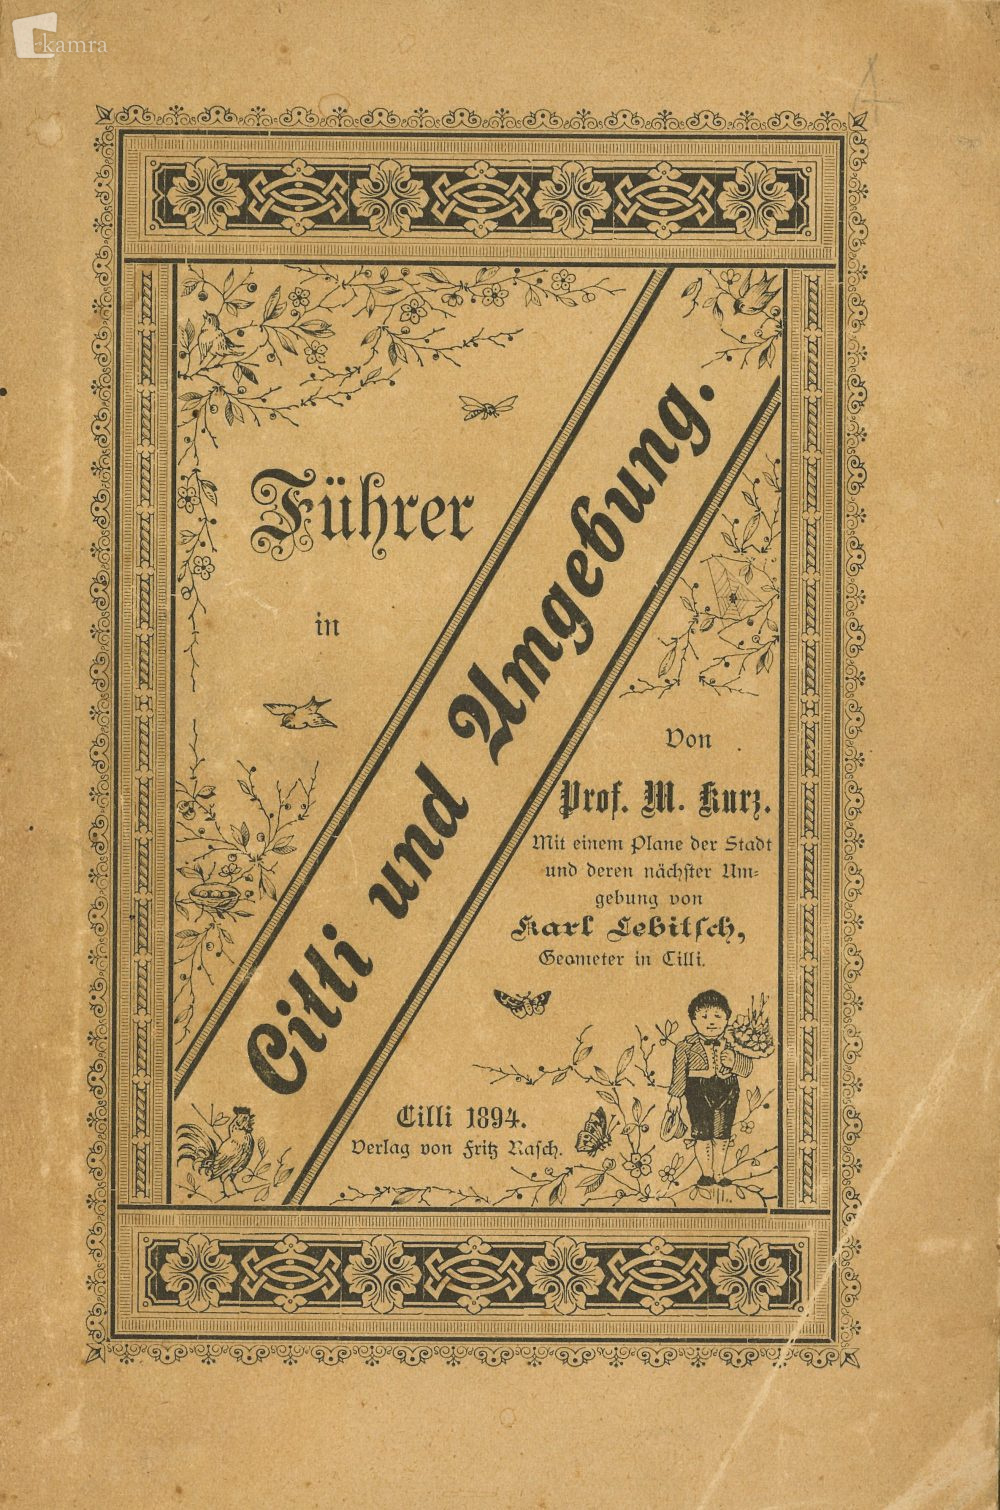 kamra
A
Führer
in
Cilli und Umgebung.
Von
Prof. M. Kurz.
Mit einem Plane der Stadt
und deren nächster Um-
gebung von
Karl Lebitsch,
Geometer in Cilli.
Cilli 1894.
Verlag von Fritz Rasch.